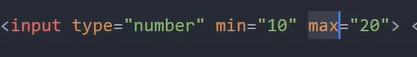 <input type="number" min="10" max="20"> <